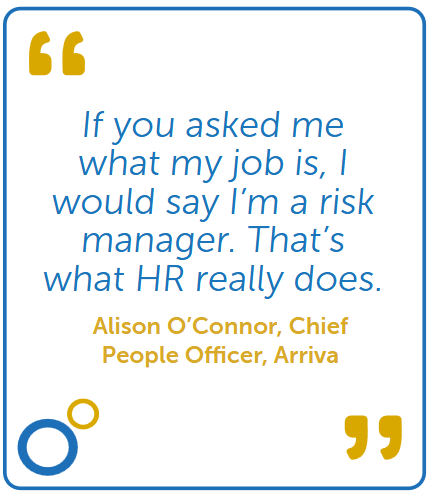 “
If you asked me
what my job is, I
would say I’m a risk
manager. That’s
what HR really does.
Alison O’Connor, Chief
People Officer, Arriva
”